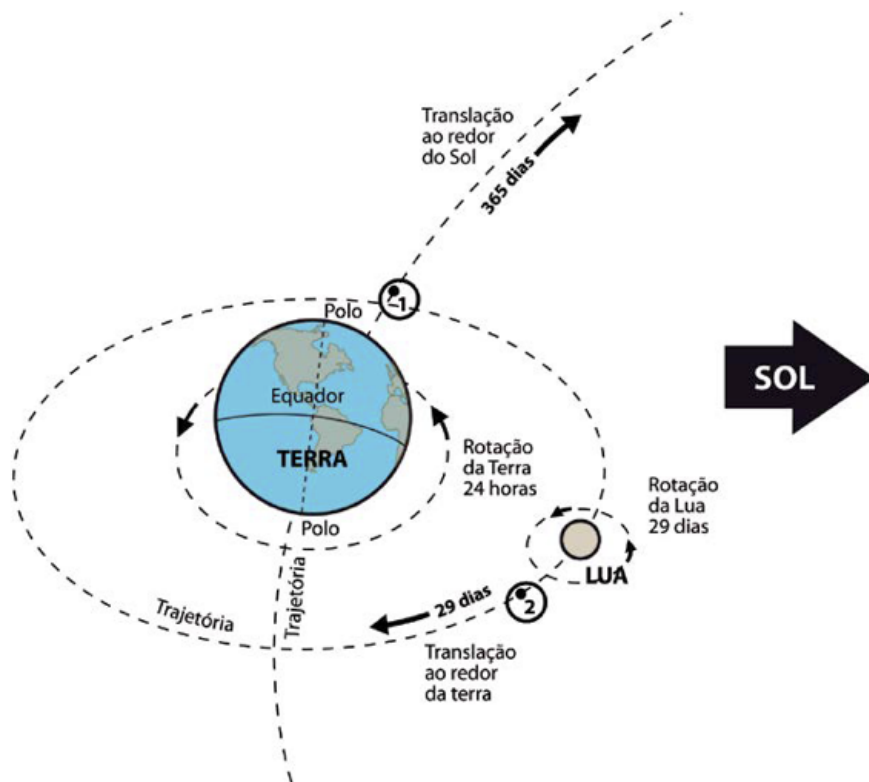 Translação
ao redor
do Sol
365 dias
1
Polo
SOL
Equador
TERRA
Rotação
da Terra
24 horas
Rotação
da Lua
29 dias
Polo
LUA
Trajetória
Trajetória
29 dias
2
Translação
ao redor
da terra